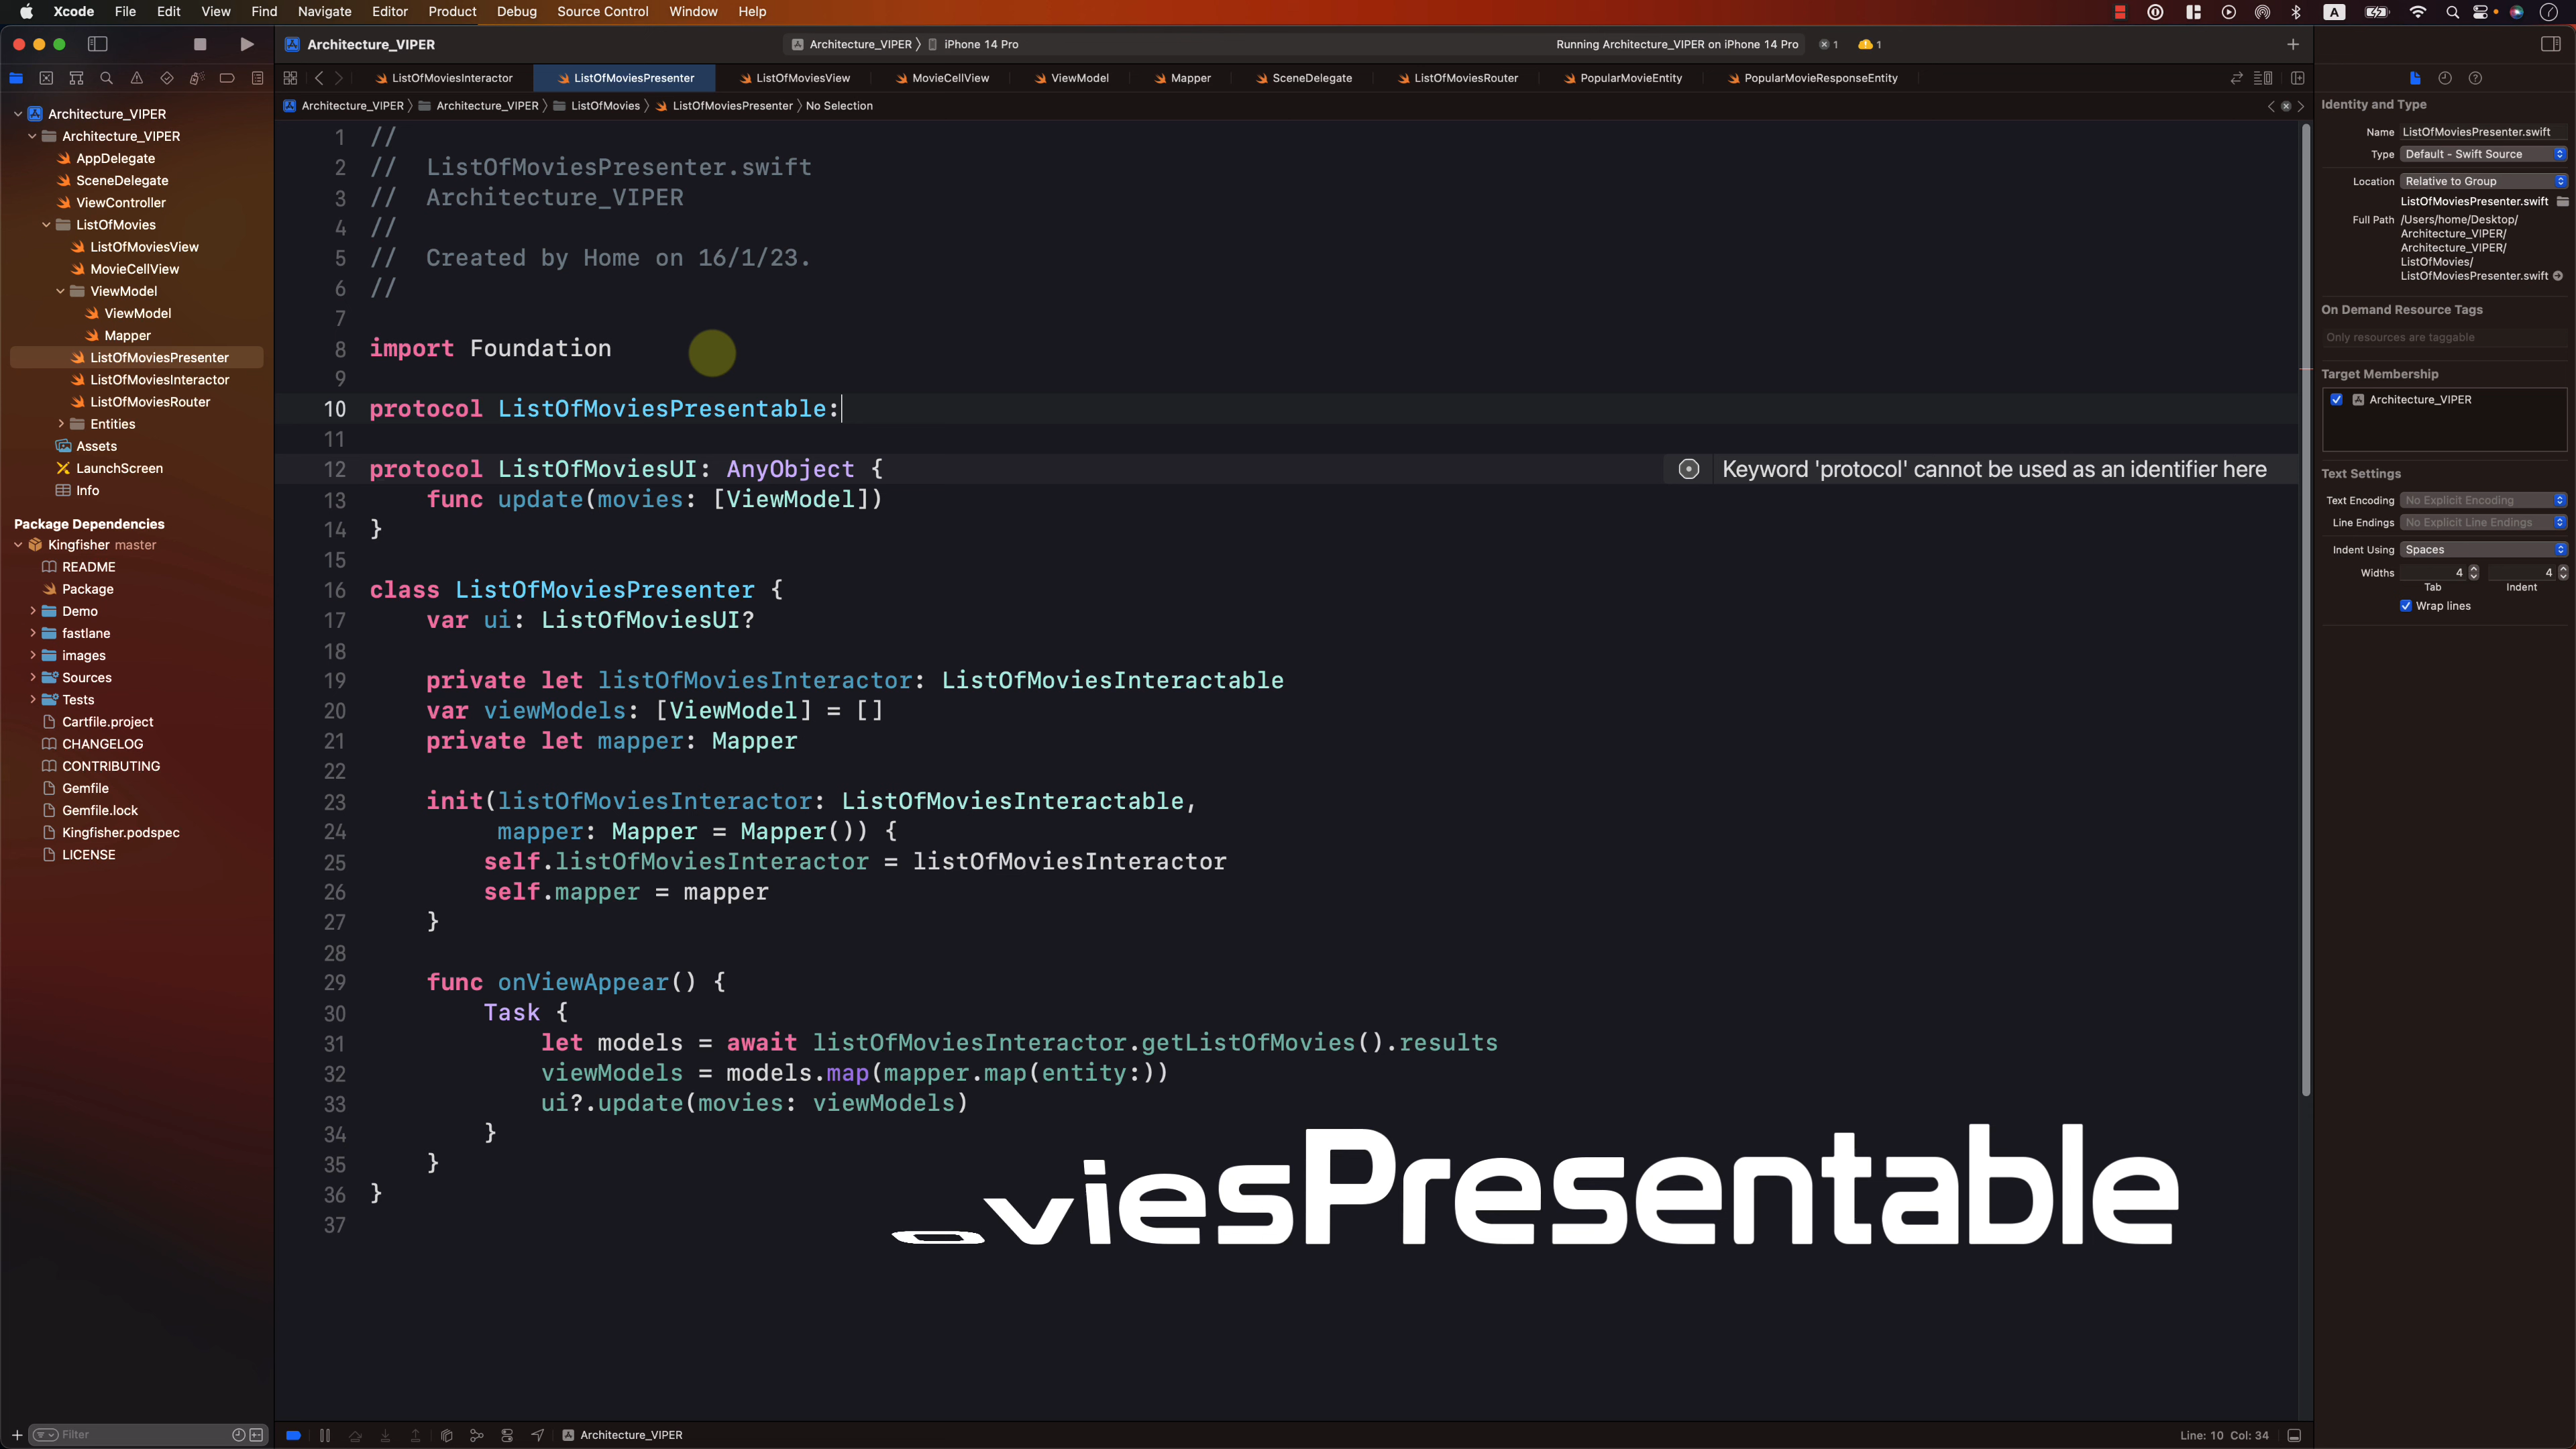 Xcode File Edit View Find Navigate Editor Product Debug Source Control Window Help
A
Architecture_VIPER
Architecture_VIPER 〉 iPhone 14 Pro
Running Architecture_VIPER on iPhone 14 Pro 1 1
ListOfMoviesInteractor ListOfMoviesPresenter ListOfMoviesView MovieCellView ViewModel Mapper SceneDelegate ListOfMoviesRouter PopularMovieEntity PopularMovieResponseEntity
Architecture_VIPER 〉 Architecture_VIPER 〉 ListOfMovies 〉 ListOfMoviesPresenter 〉 No Selection
Architecture_VIPER
Architecture_VIPER
AppDelegate
SceneDelegate
ViewController
ListOfMovies
ListOfMoviesView
MovieCellView
ViewModel
ViewModel
Mapper
ListOfMoviesPresenter
ListOfMoviesInteractor
ListOfMoviesRouter
Entities
Assets
LaunchScreen
Info
Package Dependencies
Kingfisher master
README
Package
Demo
fastlane
images
Sources
Tests
Cartfile.project
CHANGELOG
CONTRIBUTING
Gemfile
Gemfile.lock
Kingfisher.podspec
LICENSE
Filter
1 //
2 //  ListOfMoviesPresenter.swift
3 //  Architecture_VIPER
4 //
5 //  Created by Home on 16/1/23.
6 //
7
8 import Foundation
9
10 protocol ListOfMoviesPresentable:
11
12 protocol ListOfMoviesUI: AnyObject {
Keyword 'protocol' cannot be used as an identifier here
13     func update(movies: [ViewModel])
14 }
15
16 class ListOfMoviesPresenter {
17     var ui: ListOfMoviesUI?
18
19     private let listOfMoviesInteractor: ListOfMoviesInteractable
20     var viewModels: [ViewModel] = []
21     private let mapper: Mapper
22
23     init(listOfMoviesInteractor: ListOfMoviesInteractable,
24          mapper: Mapper = Mapper()) {
25         self.listOfMoviesInteractor = listOfMoviesInteractor
26         self.mapper = mapper
27     }
28
29     func onViewAppear() {
30         Task {
31             let models = await listOfMoviesInteractor.getListOfMovies().results
32             viewModels = models.map(mapper.map(entity:))
33             ui?.update(movies: viewModels)
34         }
35     }
36 }
37
oviesPresentable
Architecture_VIPER
Line: 10 Col: 34
Identity and Type
Name ListOfMoviesPresenter.swift
Type Default - Swift Source
Location Relative to Group
ListOfMoviesPresenter.swift
Full Path /Users/home/Desktop/
Architecture_VIPER/
Architecture_VIPER/
ListOfMovies/
ListOfMoviesPresenter.swift
On Demand Resource Tags
Only resources are taggable
Target Membership
Architecture_VIPER
Text Settings
Text Encoding No Explicit Encoding
Line Endings No Explicit Line Endings
Indent Using Spaces
Widths 4 4
Tab Indent
Wrap lines